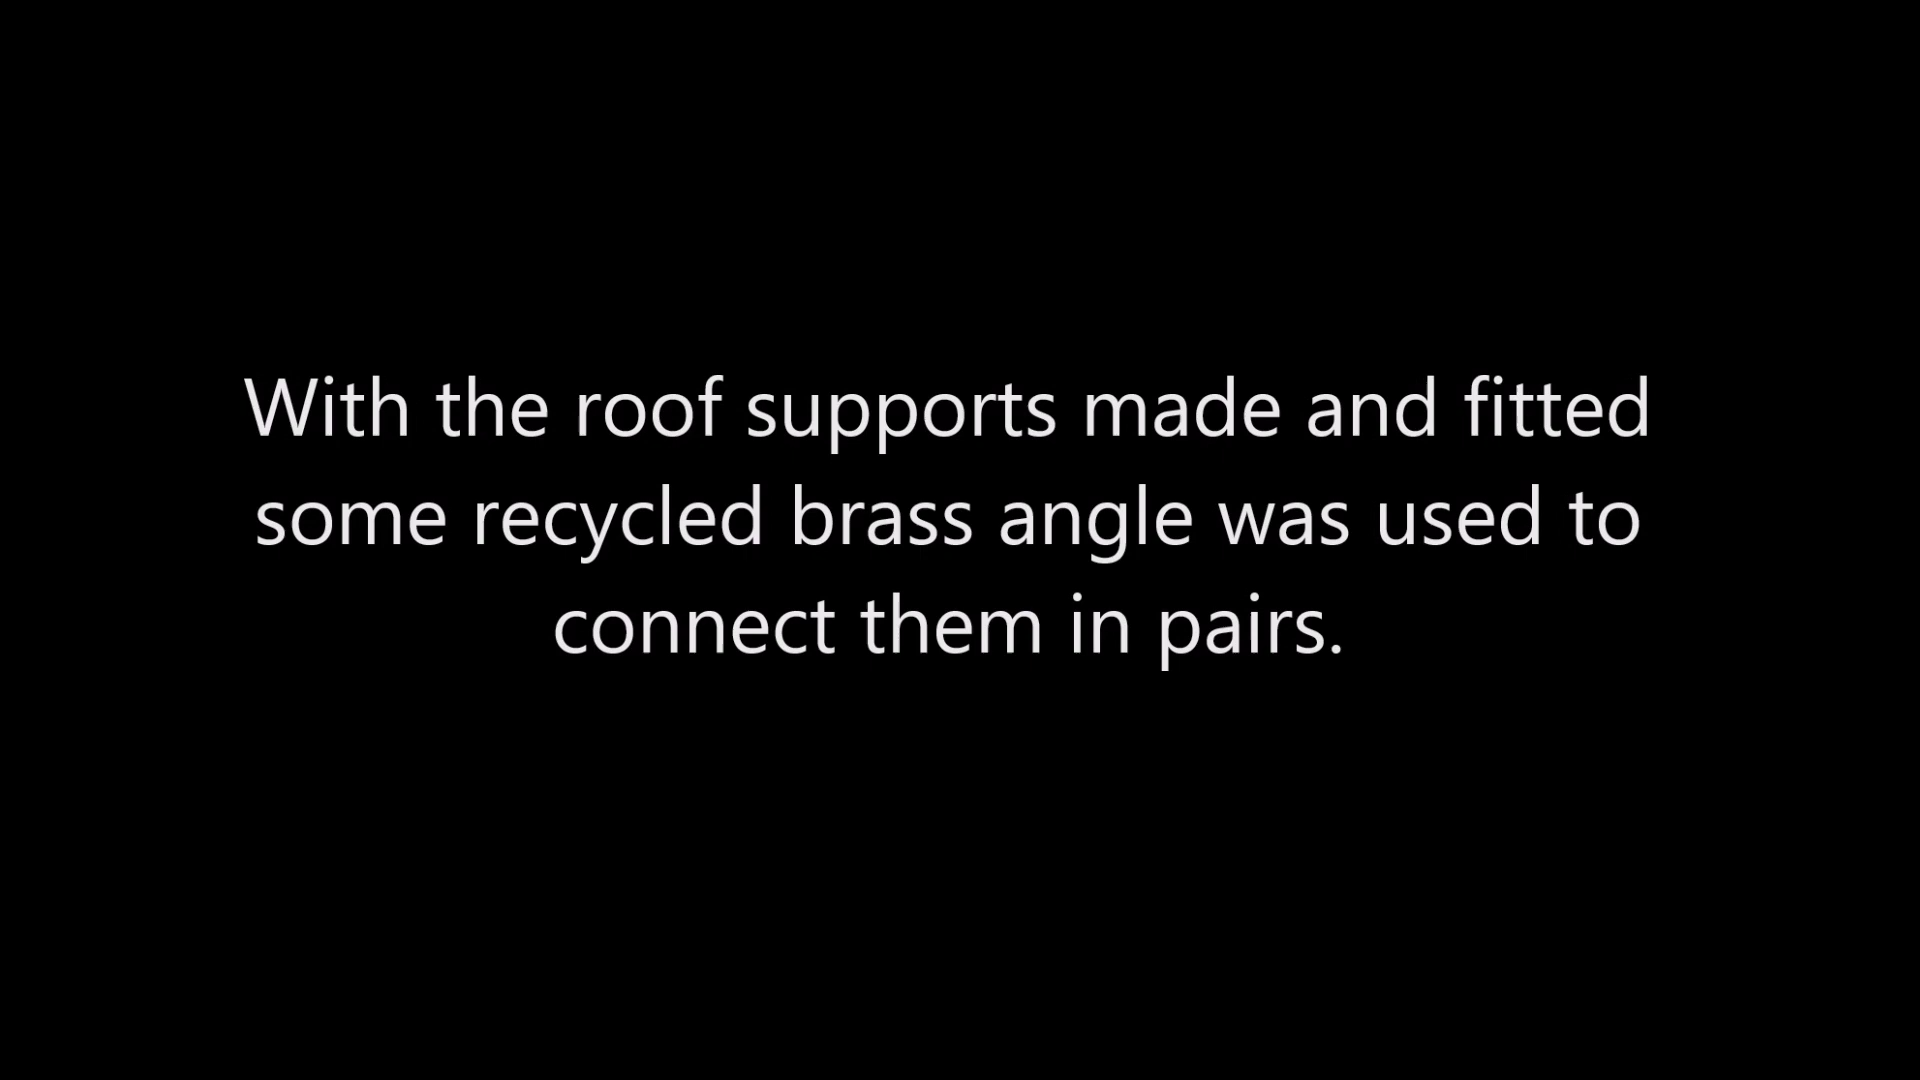 With the roof supports made and fitted
some recycled brass angle was used to
connect them in pairs.